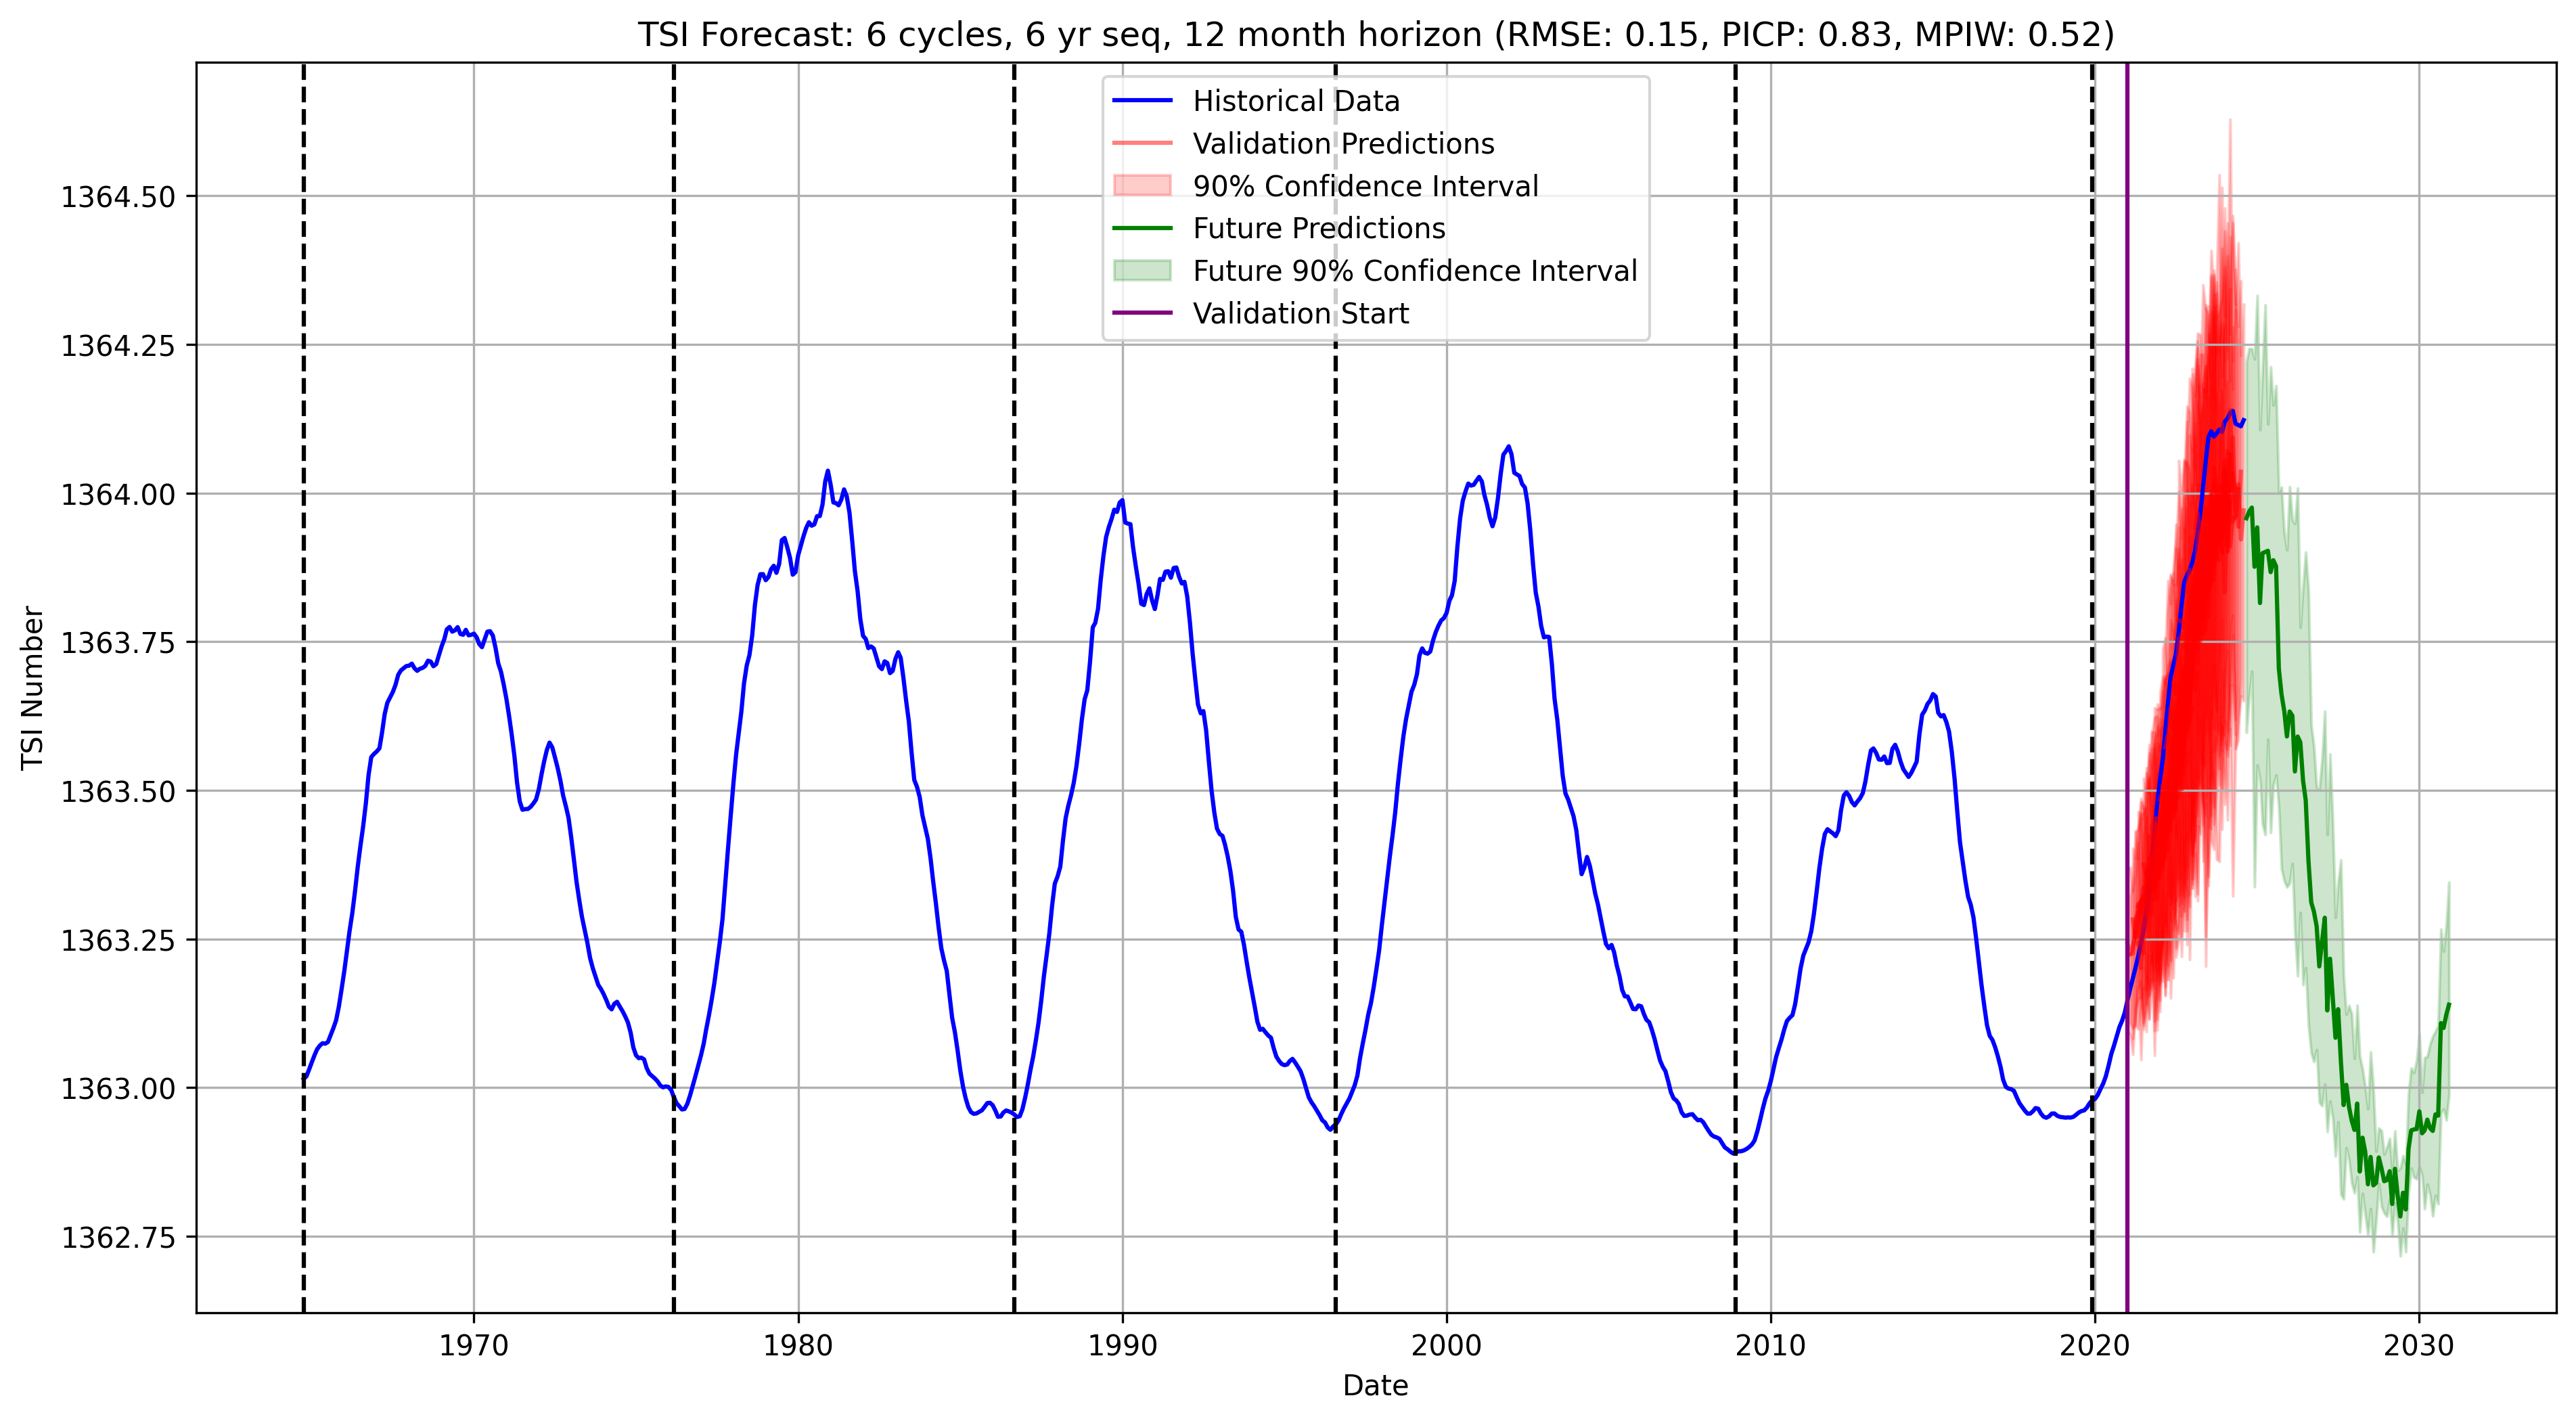 TSI Forecast: 6 cycles, 6 yr seq, 12 month horizon (RMSE: 0.15, PICP: 0.83, MPIW: 0.52)
Historical Data
Validation Predictions
90% Confidence Interval
Future Predictions
Future 90% Confidence Interval
Validation Start
TSI Number
1364.50
1364.25
1364.00
1363.75
1363.50
1363.25
1363.00
1362.75
1970 1980 1990 2000 2010 2020 2030
Date